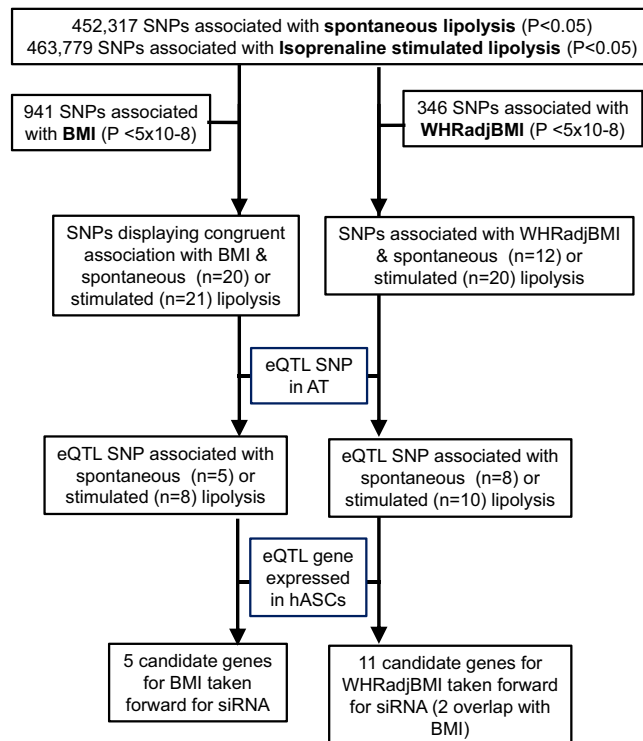 452,317 SNPs associated with spontaneous lipolysis (P<0.05)
463,779 SNPs associated with Isoprenaline stimulated lipolysis (P<0.05)
941 SNPs associated
with BMI (P <5x10-8)
346 SNPs associated with
WHRadjBMI (P <5x10-8)
SNPs displaying congruent
association with BMI &
spontaneous (n=20) or
stimulated (n=21) lipolysis
SNPs associated with WHRadjBMI
& spontaneous (n=12) or
stimulated (n=20) lipolysis
eQTL SNP
in AT
eQTL SNP associated with
spontaneous (n=5) or
stimulated (n=8) lipolysis
eQTL SNP associated with
spontaneous (n=8) or
stimulated (n=10) lipolysis
eQTL gene
expressed
in hASCs
5 candidate genes
for BMI taken
forward for siRNA
11 candidate genes for
WHRadjBMI taken forward
for siRNA (2 overlap with
BMI)